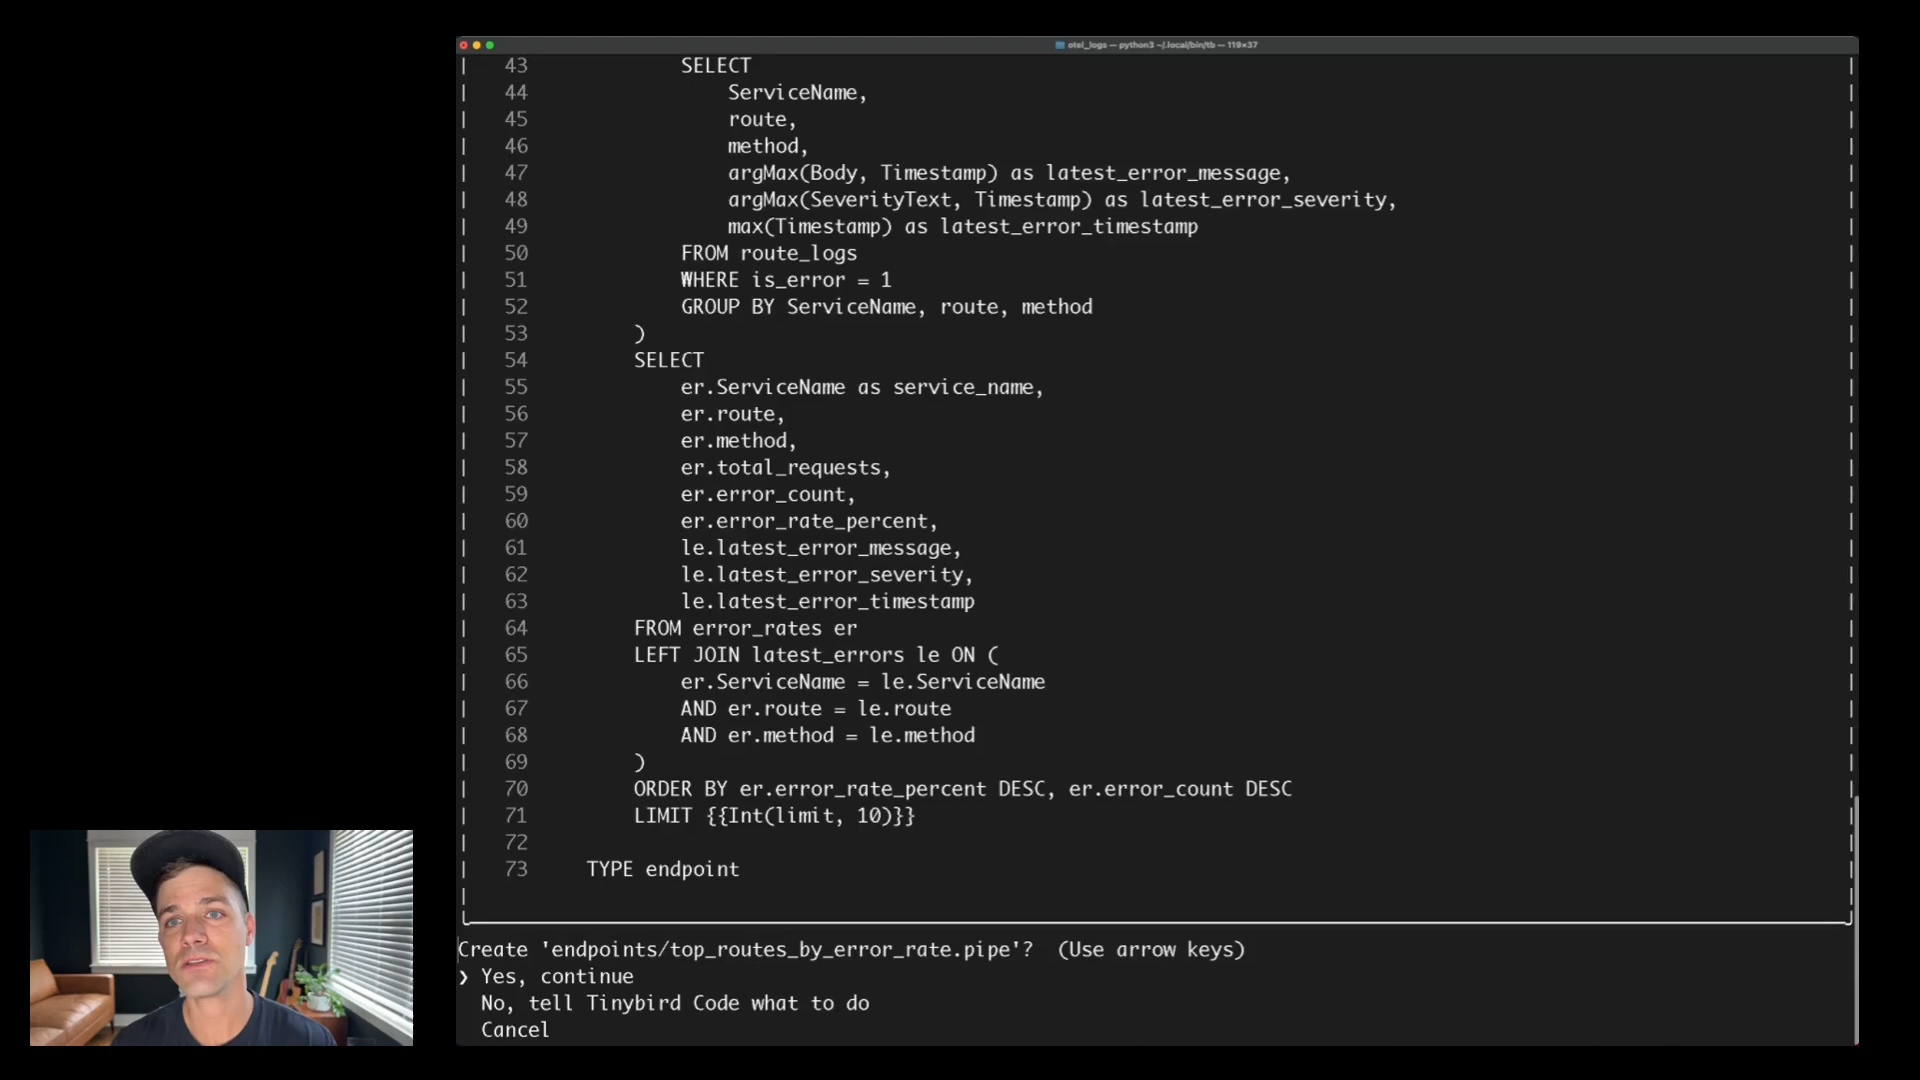 otel_logs — python3 ~/.local/bin/tb — 119×37
43 SELECT
44 ServiceName,
45 route,
46 method,
47 argMax(Body, Timestamp) as latest_error_message,
48 argMax(SeverityText, Timestamp) as latest_error_severity,
49 max(Timestamp) as latest_error_timestamp
50 FROM route_logs
51 WHERE is_error = 1
52 GROUP BY ServiceName, route, method
53 )
54 SELECT
55 er.ServiceName as service_name,
56 er.route,
57 er.method,
58 er.total_requests,
59 er.error_count,
60 er.error_rate_percent,
61 le.latest_error_message,
62 le.latest_error_severity,
63 le.latest_error_timestamp
64 FROM error_rates er
65 LEFT JOIN latest_errors le ON (
66 er.ServiceName = le.ServiceName
67 AND er.route = le.route
68 AND er.method = le.method
69 )
70 ORDER BY er.error_rate_percent DESC, er.error_count DESC
71 LIMIT {{Int(limit, 10)}}
72
73 TYPE endpoint
Create 'endpoints/top_routes_by_error_rate.pipe'? (Use arrow keys)
❯ Yes, continue
No, tell Tinybird Code what to do
Cancel